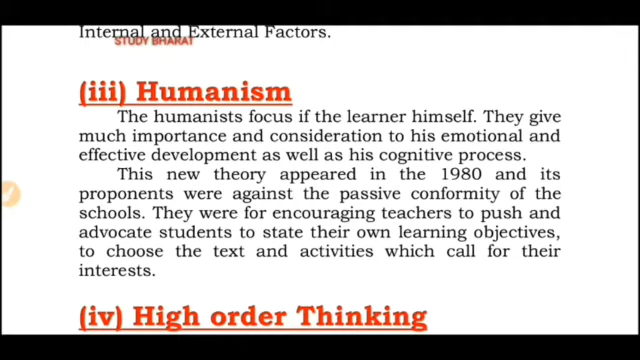 Internal and External Factors.
STUDY BHARAT
(iii) Humanism
The humanists focus if the learner himself. They give
much importance and consideration to his emotional and
effective development as well as his cognitive process.
This new theory appeared in the 1980 and its
proponents were against the passive conformity of the
schools. They were for encouraging teachers to push and
advocate students to state their own learning objectives,
to choose the text and activities which call for their
interests.
(iv) High order Thinking